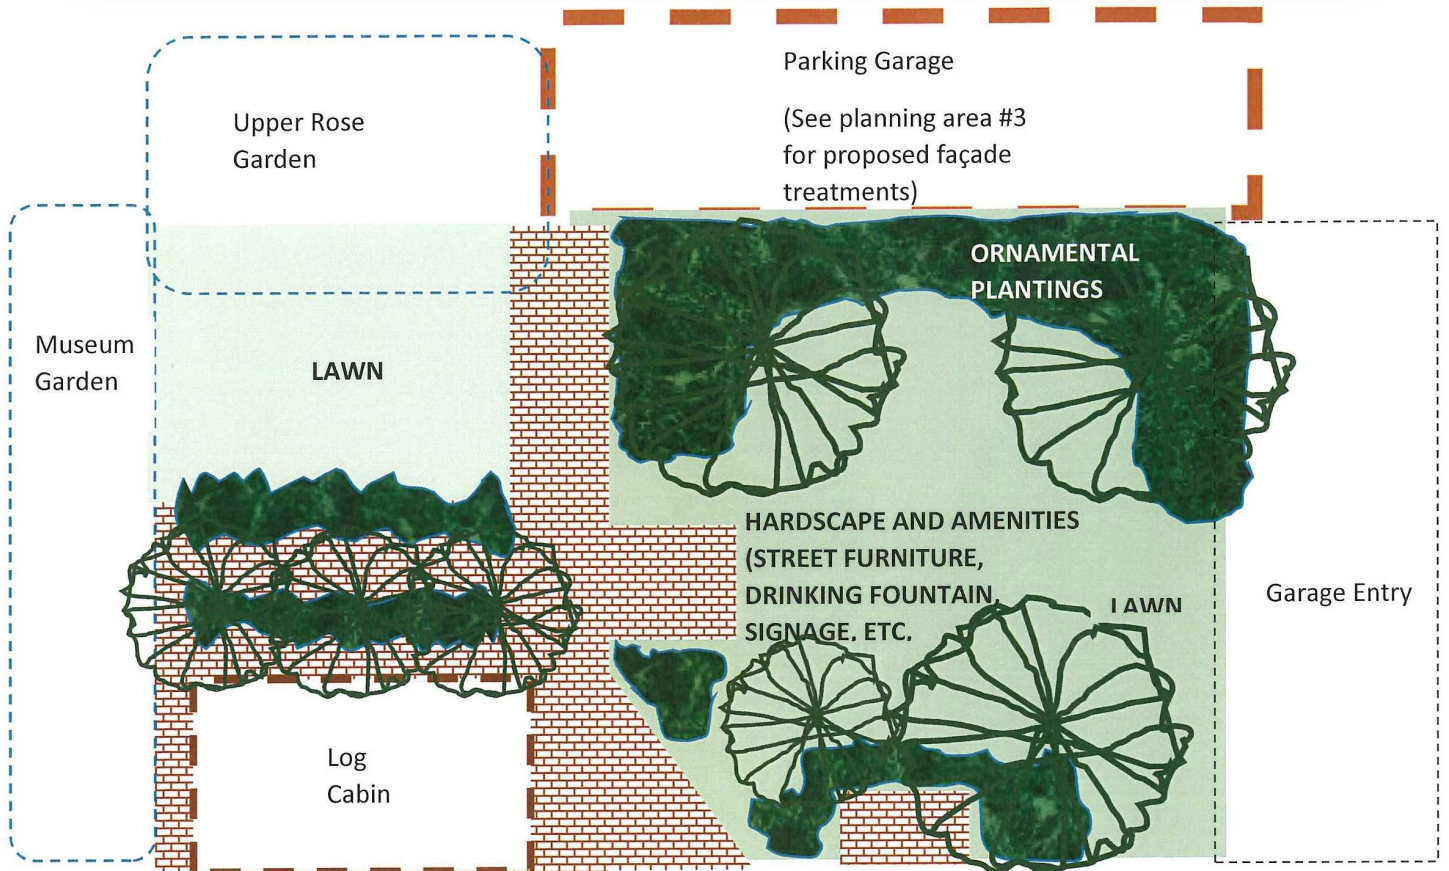 Parking Garage
(See planning area #3
for proposed façade
treatments)
Upper Rose
Garden
ORNAMENTAL
PLANTINGS
Museum
Garden
LAWN
HARDSCAPE AND AMENITIES
(STREET FURNITURE,
DRINKING FOUNTAIN,
SIGNAGE, ETC.
LAWN
Garage Entry
Log
Cabin